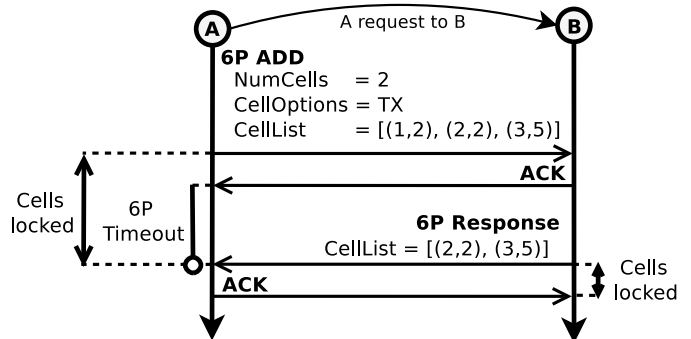 A
A request to B
B
6P ADD
NumCells = 2
CellOptions = TX
CellList = [(1,2), (2,2), (3,5)]
ACK
Cells
locked
6P
Timeout
6P Response
CellList = [(2,2), (3,5)]
Cells
locked
ACK